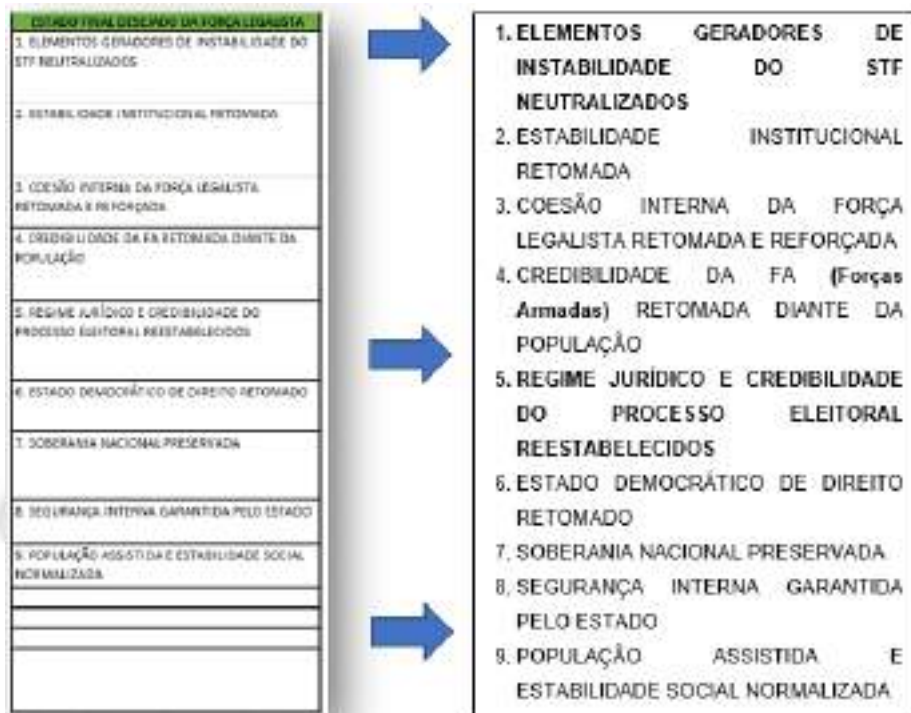 ESTADO FINAL DESEJADO DA FORÇA LEGALISTA
1. ELEMENTOS GERADORES DE INSTABILIDADE DO
STF NEUTRALIZADOS
2. ESTABILIDADE INSTITUCIONAL RETOMADA
3. COESÃO INTERNA DA FORÇA LEGALISTA
RETOMADA E REFORÇADA
4. CREDIBILIDADE DA FA RETOMADA DIANTE DA
POPULAÇÃO
5. REGIME JURÍDICO E CREDIBILIDADE DO
PROCESSO ELEITORAL REESTABELECIDOS
6. ESTADO DEMOCRÁTICO DE DIREITO RETOMADO
7. SOBERANIA NACIONAL PRESERVADA
8. SEGURANÇA INTERNA GARANTIDA PELO ESTADO
9. POPULAÇÃO ASSISTIDA E ESTABILIDADE SOCIAL
NORMALIZADA
1. ELEMENTOS GERADORES DE
INSTABILIDADE DO STF
NEUTRALIZADOS
2. ESTABILIDADE INSTITUCIONAL
RETOMADA
3. COESÃO INTERNA DA FORÇA
LEGALISTA RETOMADA E REFORÇADA
4. CREDIBILIDADE DA FA (Forças
Armadas) RETOMADA DIANTE DA
POPULAÇÃO
5. REGIME JURÍDICO E CREDIBILIDADE
DO PROCESSO ELEITORAL
REESTABELECIDOS
6. ESTADO DEMOCRÁTICO DE DIREITO
RETOMADO
7. SOBERANIA NACIONAL PRESERVADA
8. SEGURANÇA INTERNA GARANTIDA
PELO ESTADO
9. POPULAÇÃO ASSISTIDA E
ESTABILIDADE SOCIAL NORMALIZADA